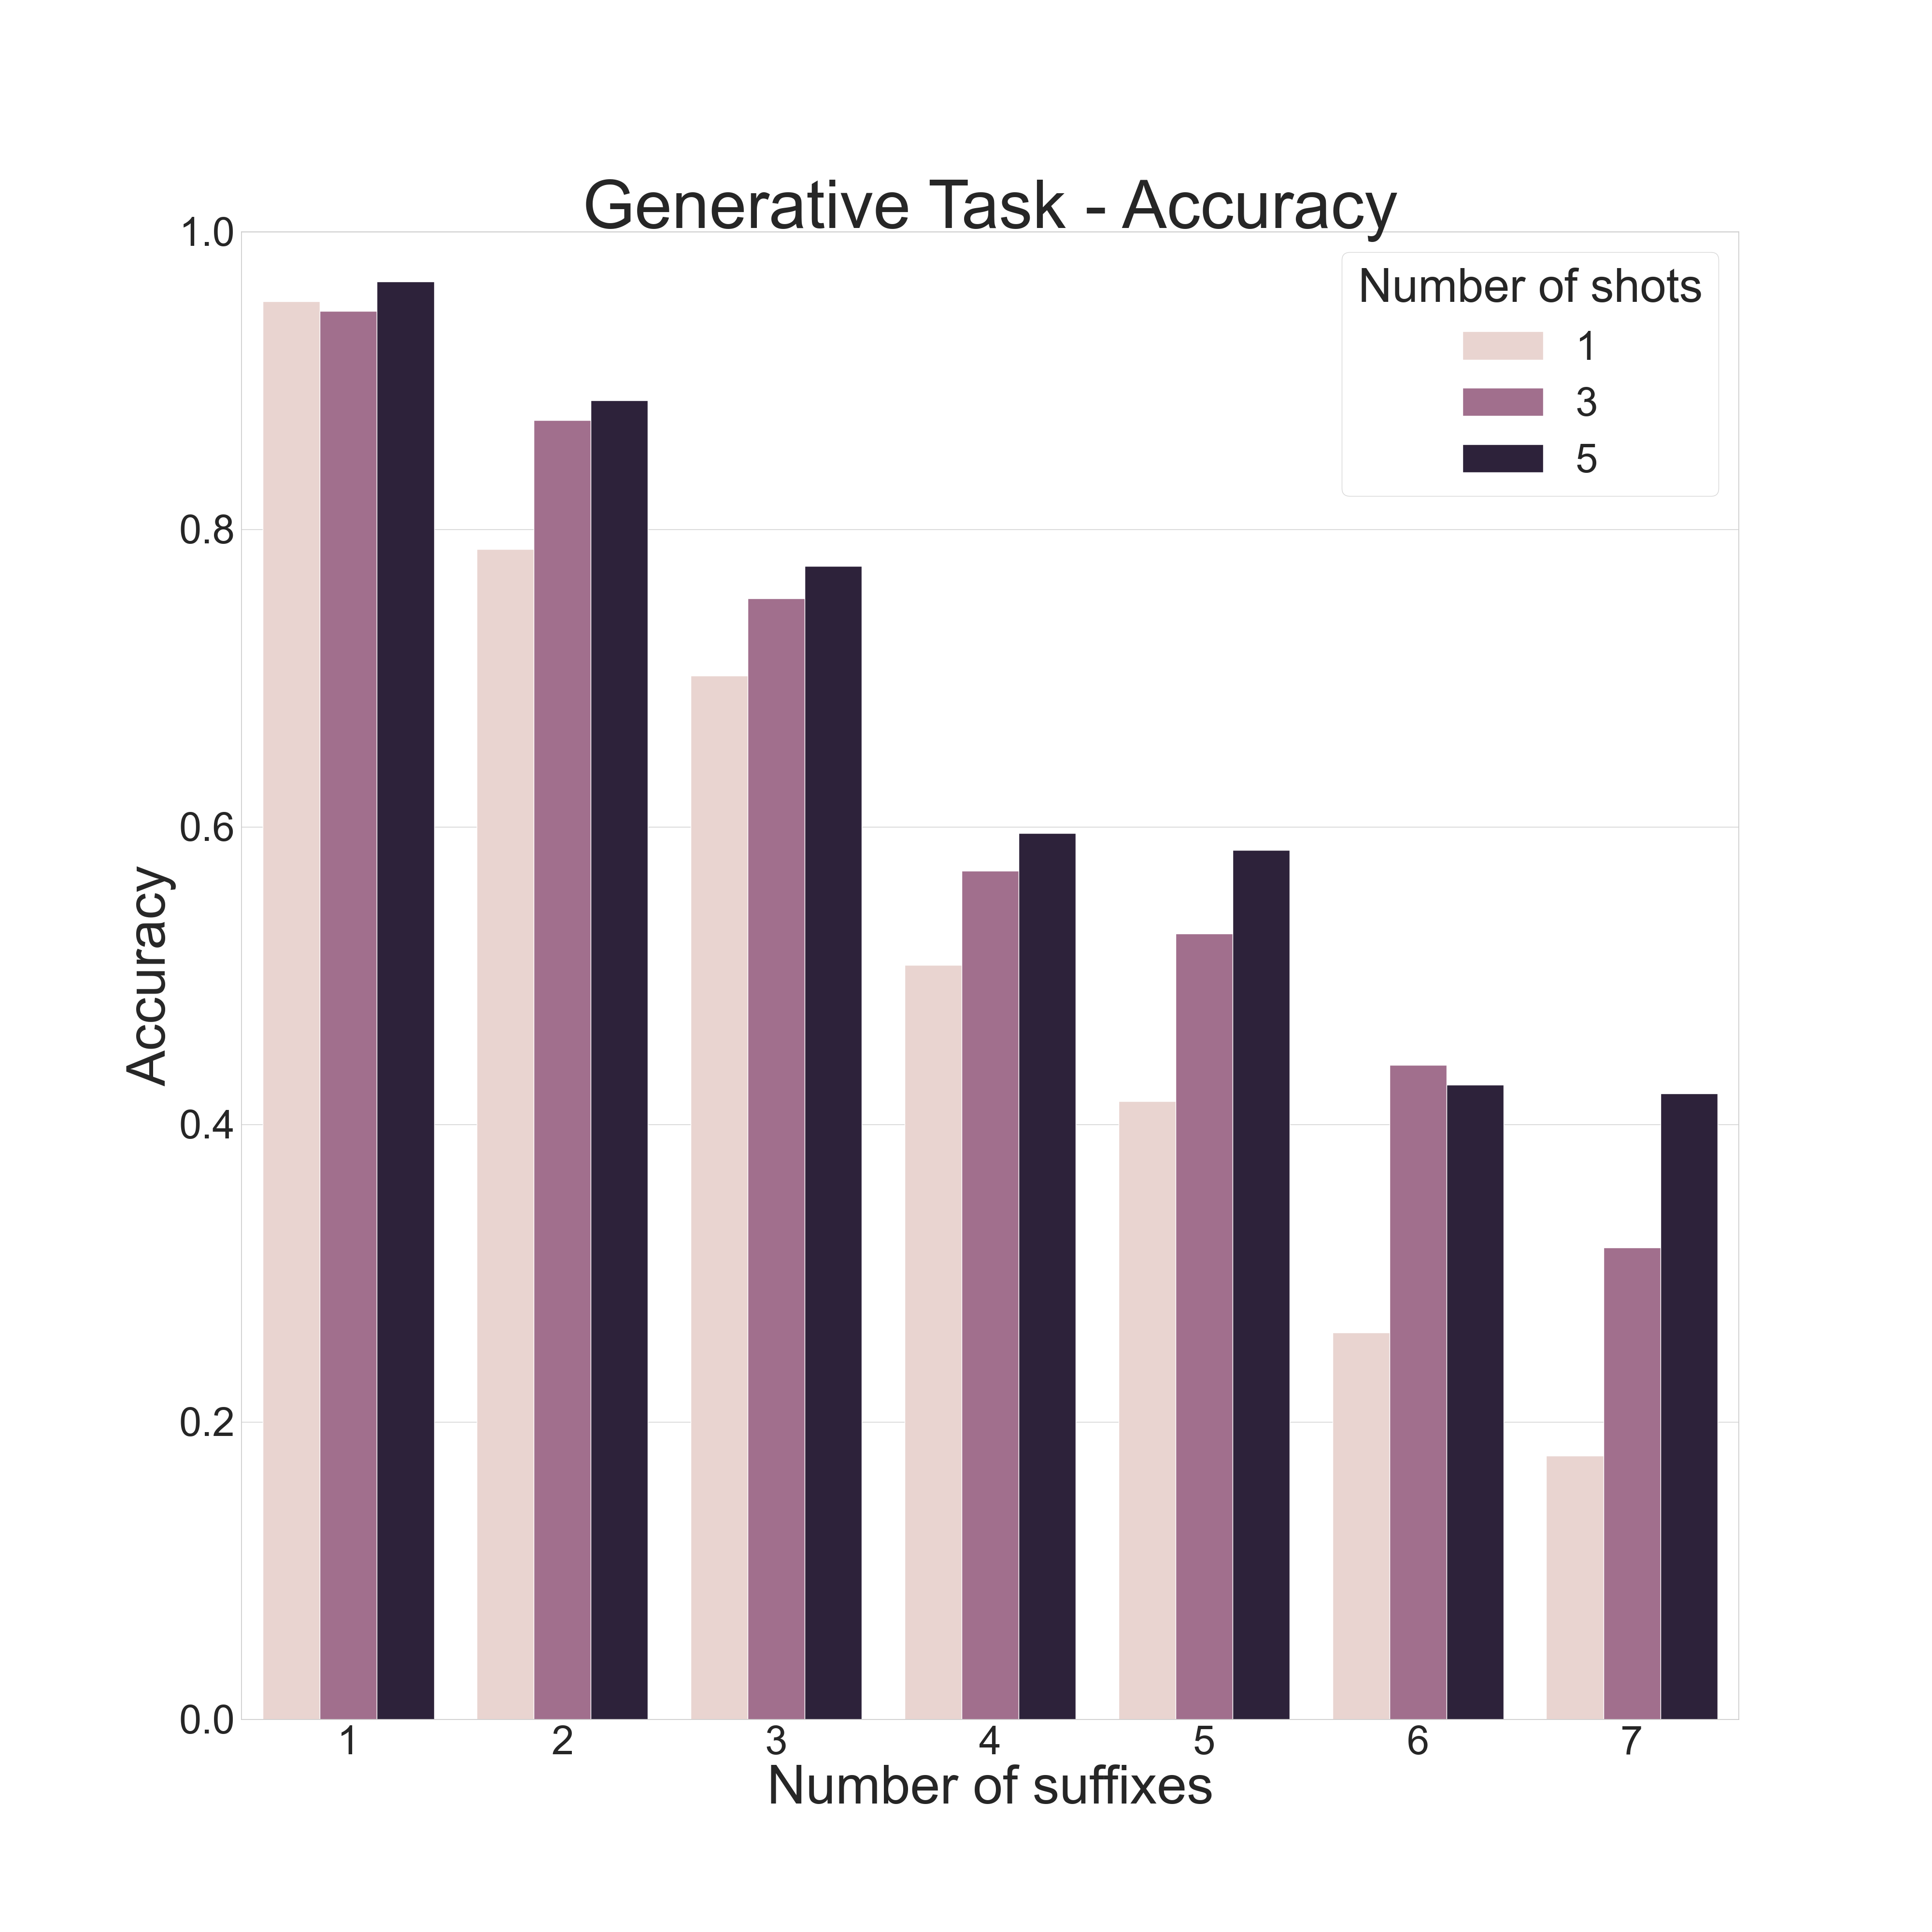 Generative Task - Accuracy
Number of shots
1
3
5
1.0
0.8
0.6
0.4
0.2
0.0
Accuracy
1 2 3 4 5 6 7
Number of suffixes